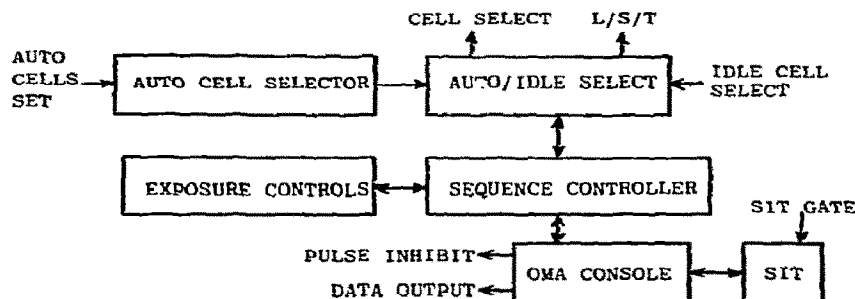 CELL SELECT
L/S/T
AUTO CELLS SET
AUTO CELL SELECTOR
AUTO/IDLE SELECT
IDLE CELL SELECT
EXPOSURE CONTROLS
SEQUENCE CONTROLLER
SIT GATE
PULSE INHIBIT
DATA OUTPUT
OMA CONSOLE
SIT